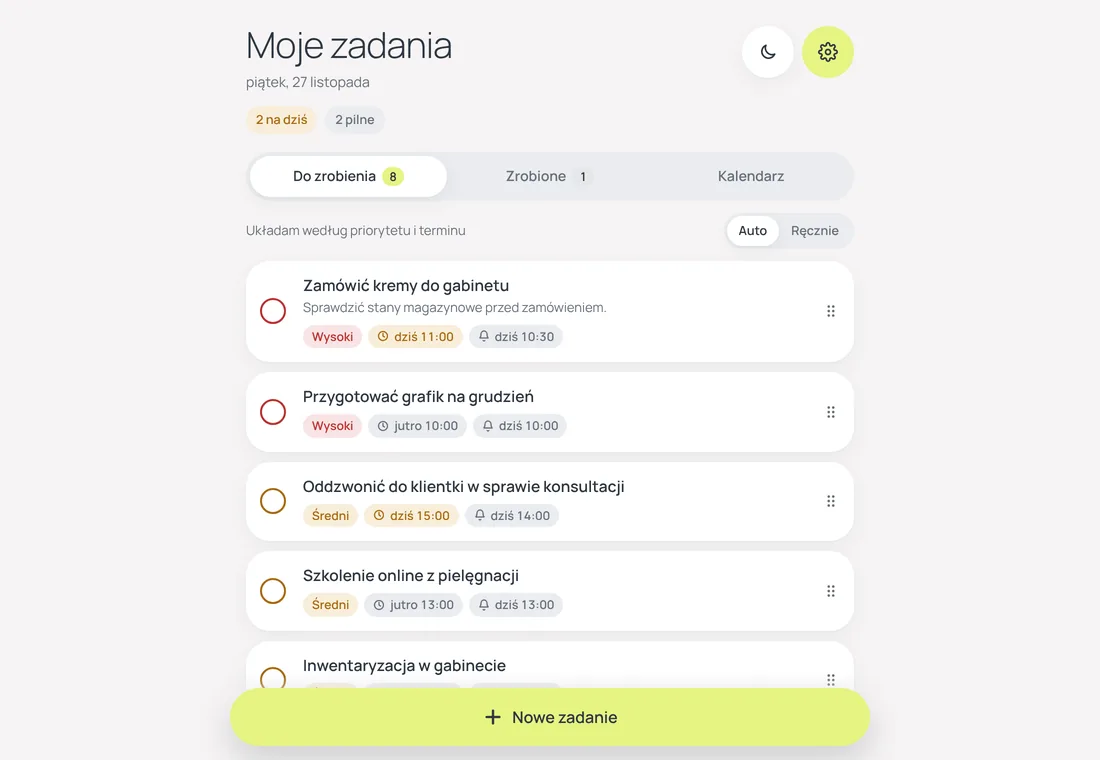 Moje zadania
piątek, 27 listopada
2 na dziś 2 pilne
Do zrobienia 8 Zrobione 1 Kalendarz
Układam według priorytetu i terminu Auto Ręcznie
Zamówić kremy do gabinetu
Sprawdzić stany magazynowe przed zamówieniem.
Wysoki dziś 11:00 dziś 10:30
Przygotować grafik na grudzień
Wysoki jutro 10:00 dziś 10:00
Oddzwonić do klientki w sprawie konsultacji
Średni dziś 15:00 dziś 14:00
Szkolenie online z pielęgnacji
Średni jutro 13:00 dziś 13:00
Inwentaryzacja w gabinecie
Nowe zadanie